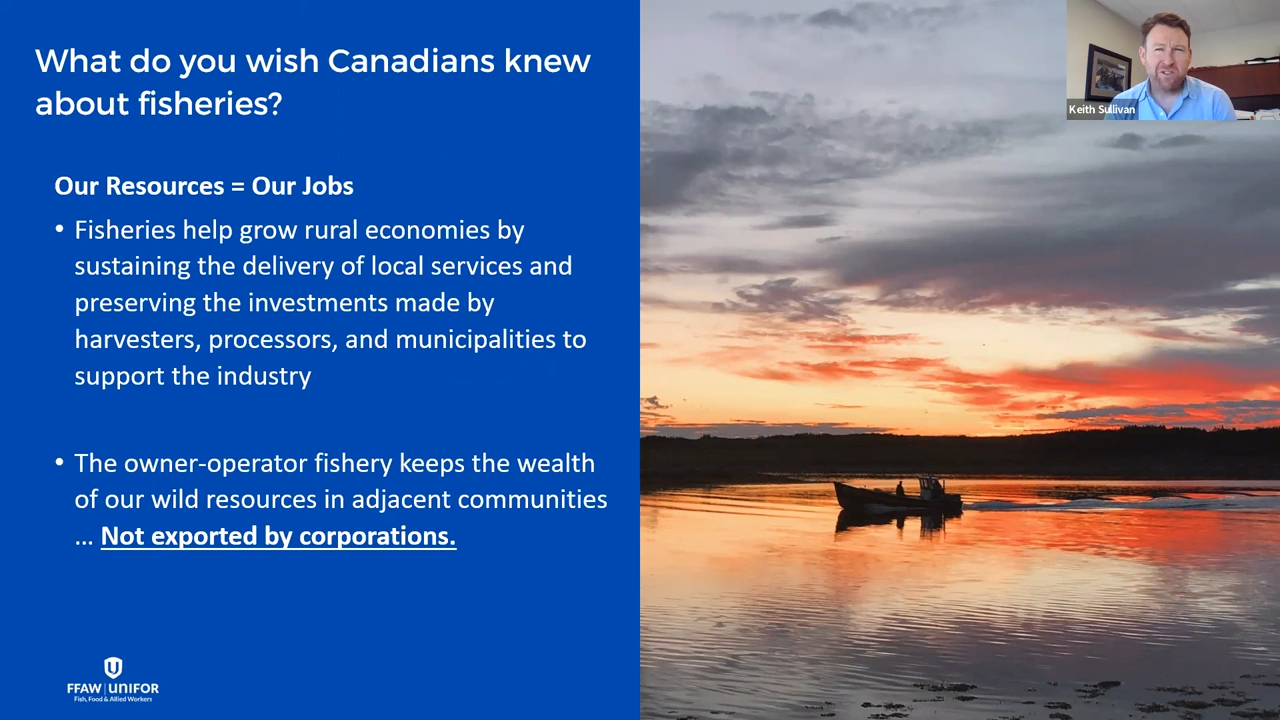 What do you wish Canadians knew
about fisheries?
Keith Sullivan
Our Resources = Our Jobs
• Fisheries help grow rural economies by
sustaining the delivery of local services and
preserving the investments made by
harvesters, processors, and municipalities to
support the industry
• The owner-operator fishery keeps the wealth
of our wild resources in adjacent communities
... Not exported by corporations.
U
FFAW | UNIFOR
Fish, Food & Allied Workers